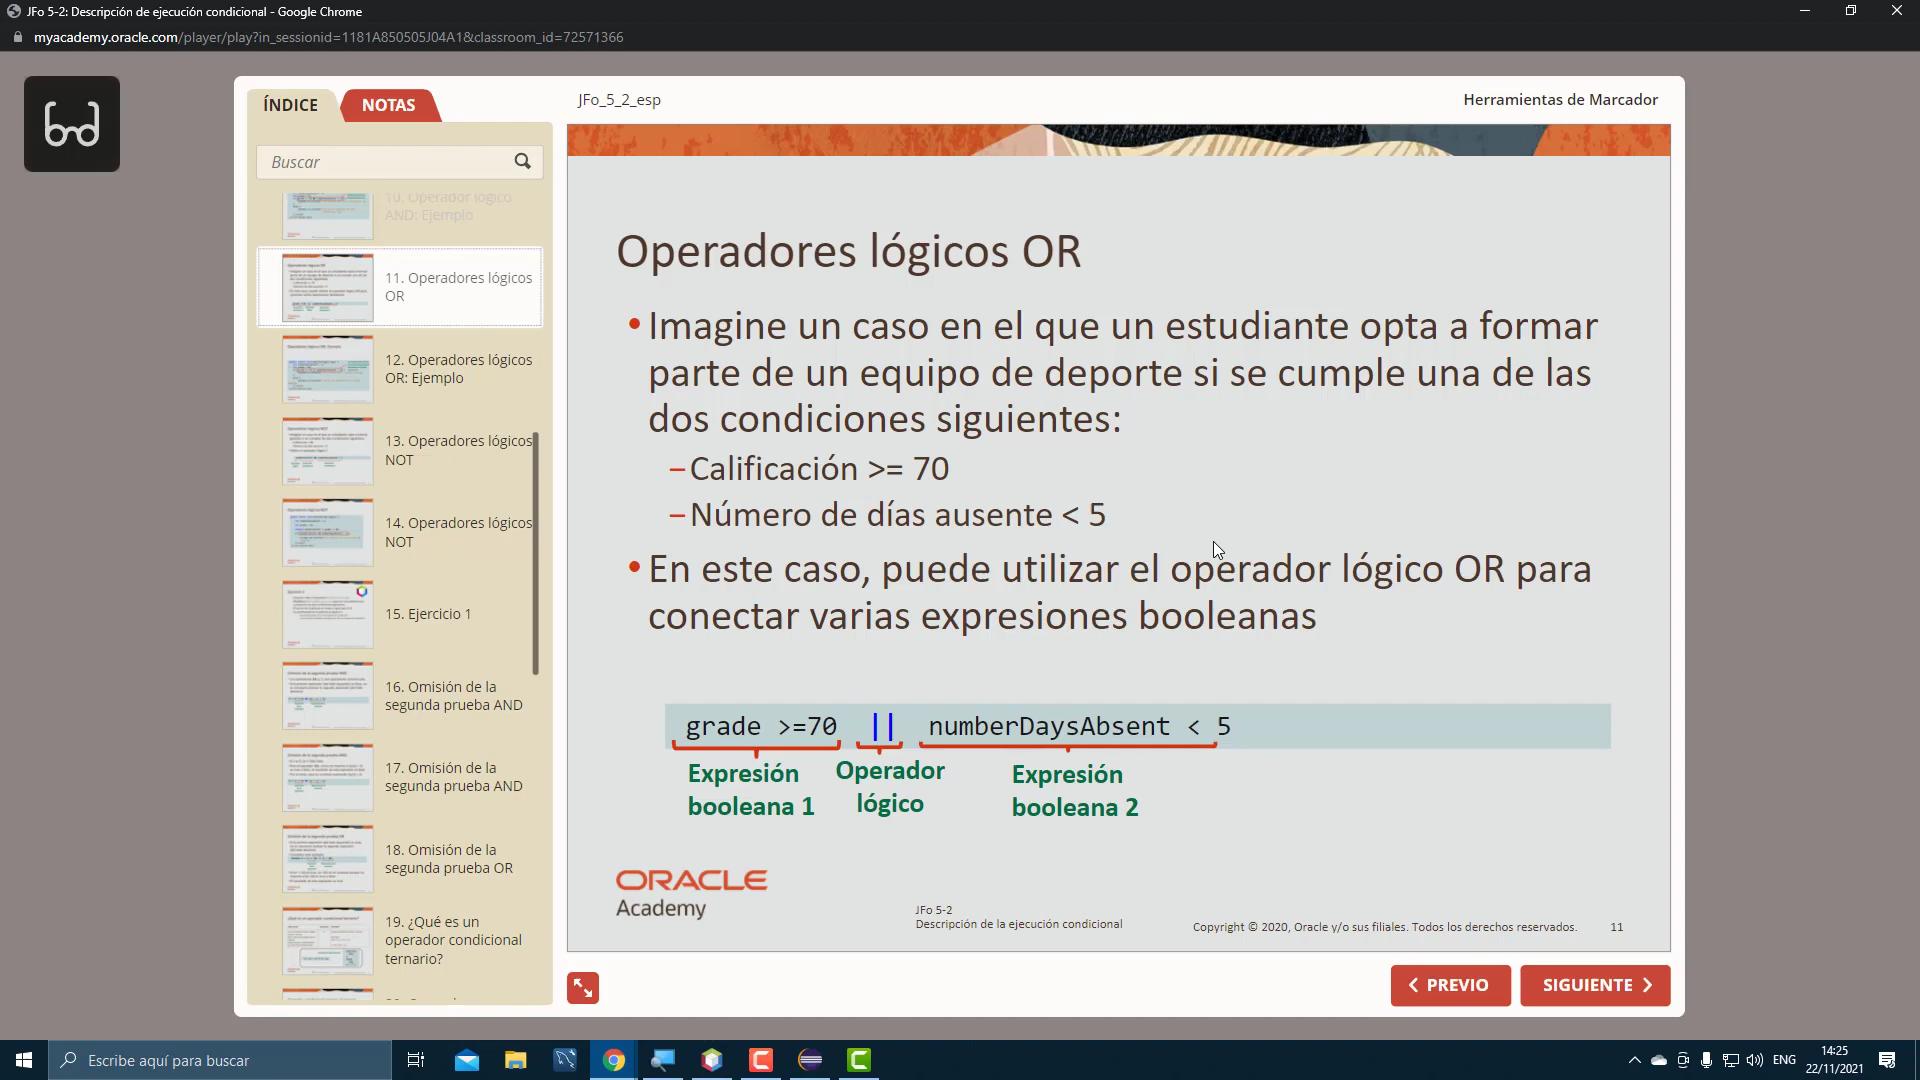 JFo 5-2: Descripción de ejecución condicional - Google Chrome
myacademy.oracle.com/player/play?in_sessionid=1181A850505J04A1&classroom_id=72571366
ÍNDICE
NOTAS
JFo_5_2_esp
Herramientas de Marcador
Buscar
10. Operador lógico
AND: Ejemplo
11. Operadores lógicos
OR
12. Operadores lógicos
OR: Ejemplo
13. Operadores lógicos
NOT
14. Operadores lógicos
NOT
15. Ejercicio 1
16. Omisión de la
segunda prueba AND
17. Omisión de la
segunda prueba AND
18. Omisión de la
segunda prueba OR
19. ¿Qué es un
operador condicional
ternario?
Operadores lógicos OR
•Imagine un caso en el que un estudiante opta a formar
parte de un equipo de deporte si se cumple una de las
dos condiciones siguientes:
–Calificación >= 70
–Número de días ausente < 5
•En este caso, puede utilizar el operador lógico OR para
conectar varias expresiones booleanas
grade >=70 || numberDaysAbsent < 5
Expresión
booleana 1
Operador
lógico
Expresión
booleana 2
ORACLE
Academy
JFo 5-2
Descripción de la ejecución condicional
Copyright © 2020, Oracle y/o sus filiales. Todos los derechos reservados.
11
PREVIO
SIGUIENTE
Escribe aquí para buscar
ENG
14:25
22/11/2021